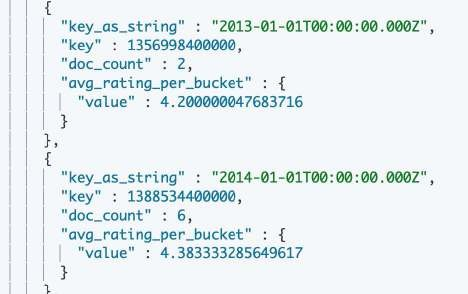 {
"key_as_string" : "2013-01-01T00:00:00.000Z",
"key" : 1356998400000,
"doc_count" : 2,
"avg_rating_per_bucket" : {
"value" : 4.200000047683716
}
},
{
"key_as_string" : "2014-01-01T00:00:00.000Z",
"key" : 1388534400000,
"doc_count" : 6,
"avg_rating_per_bucket" : {
"value" : 4.383333285649617
}
}